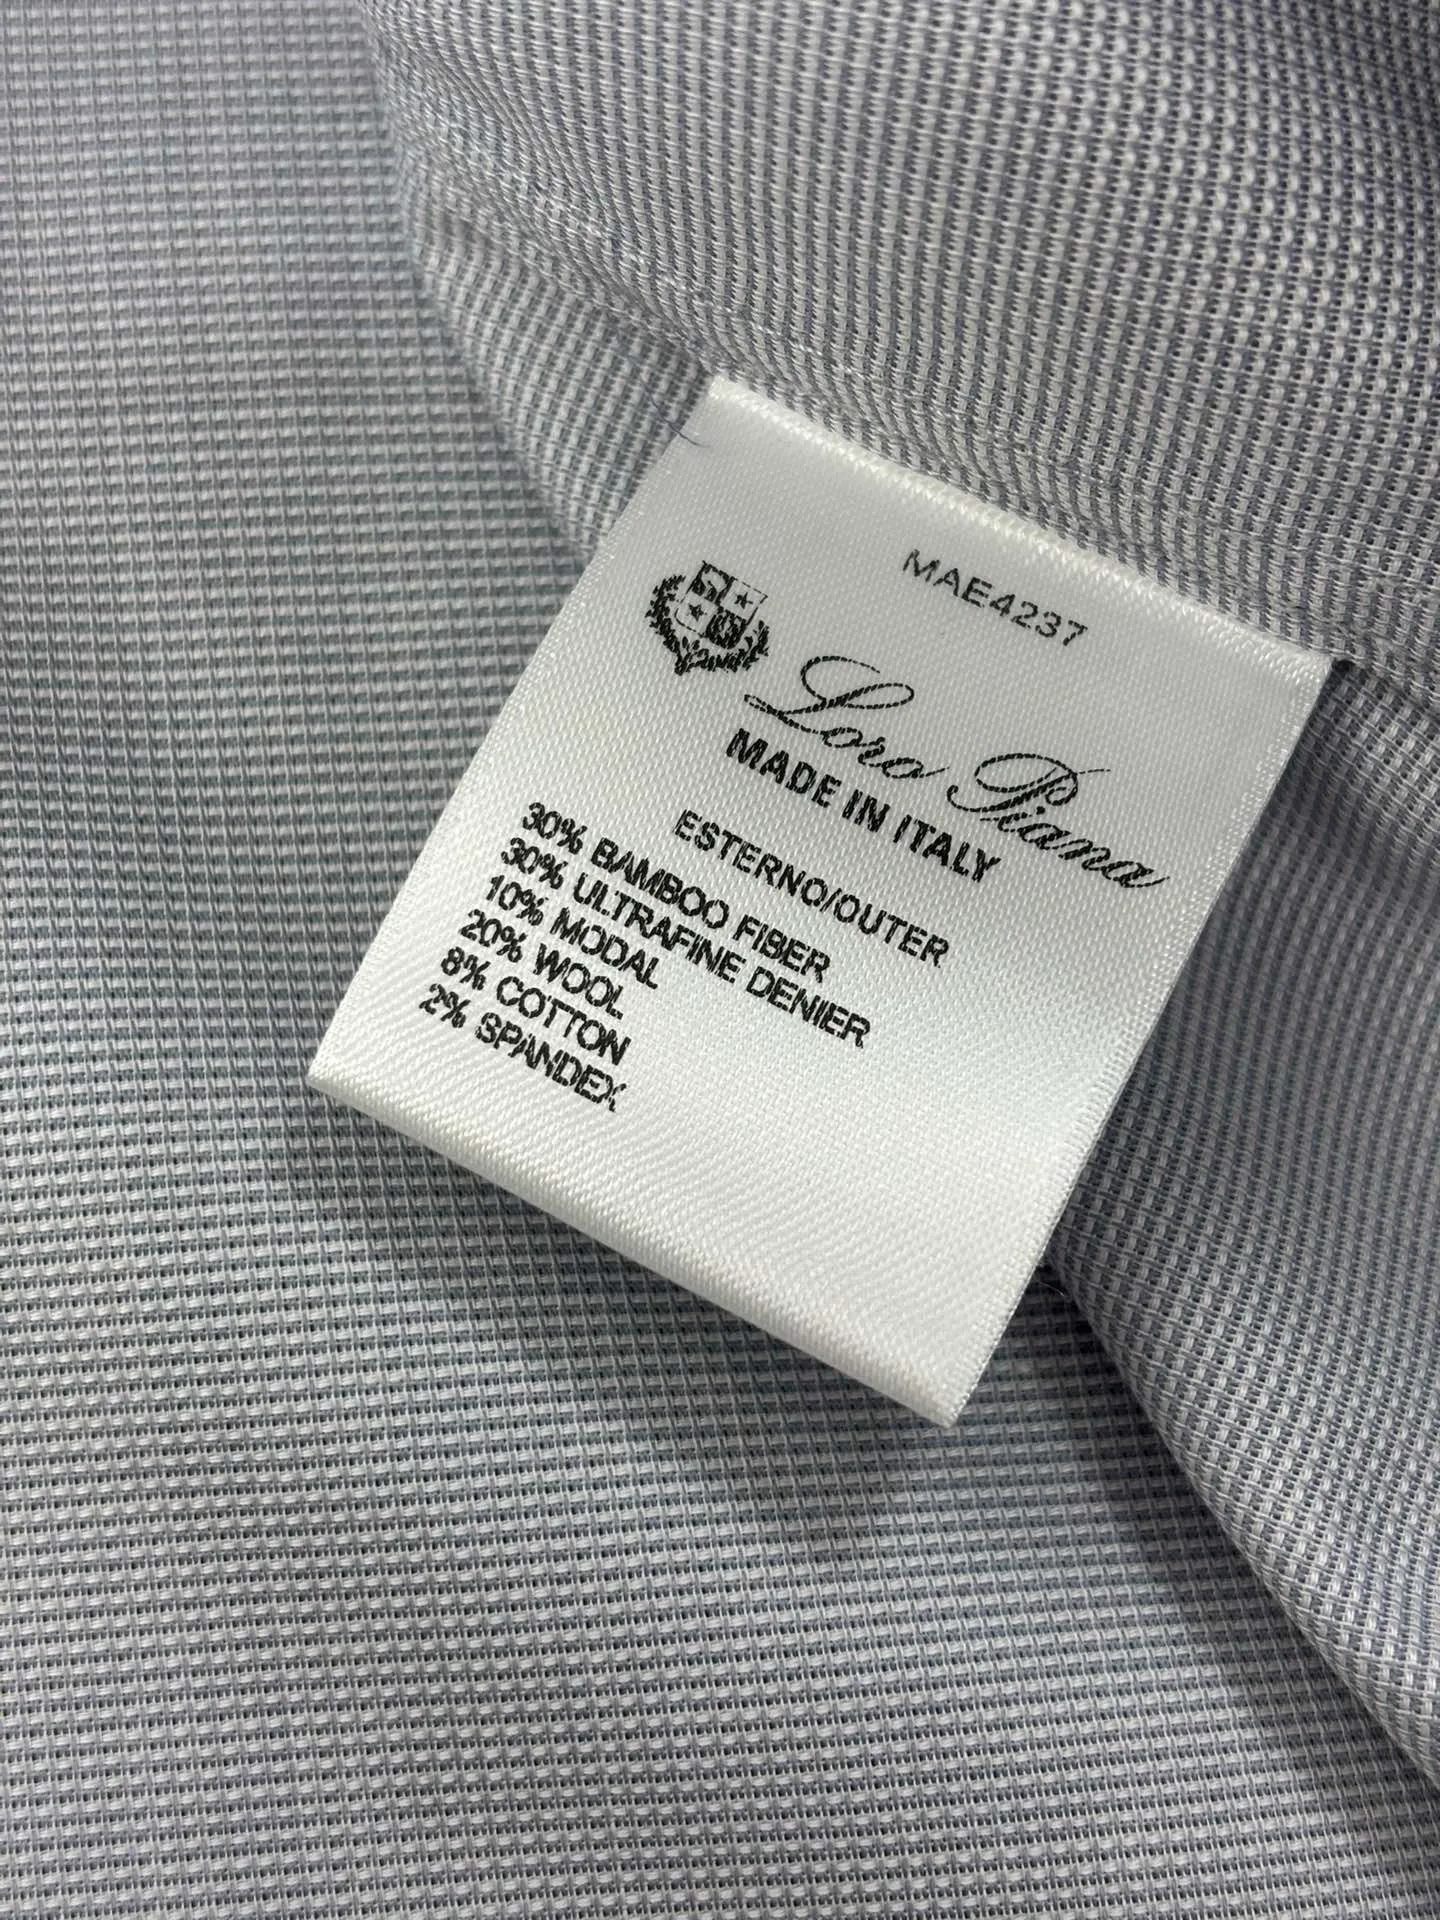 MAE4237
Loro Piana
MADE IN ITALY
ESTERNO/OUTER
30% BAMBOO FIBER
30% ULTRAFINE DENIER
10% MODAL
20% WOOL
8% COTTON
2% SPANDEX